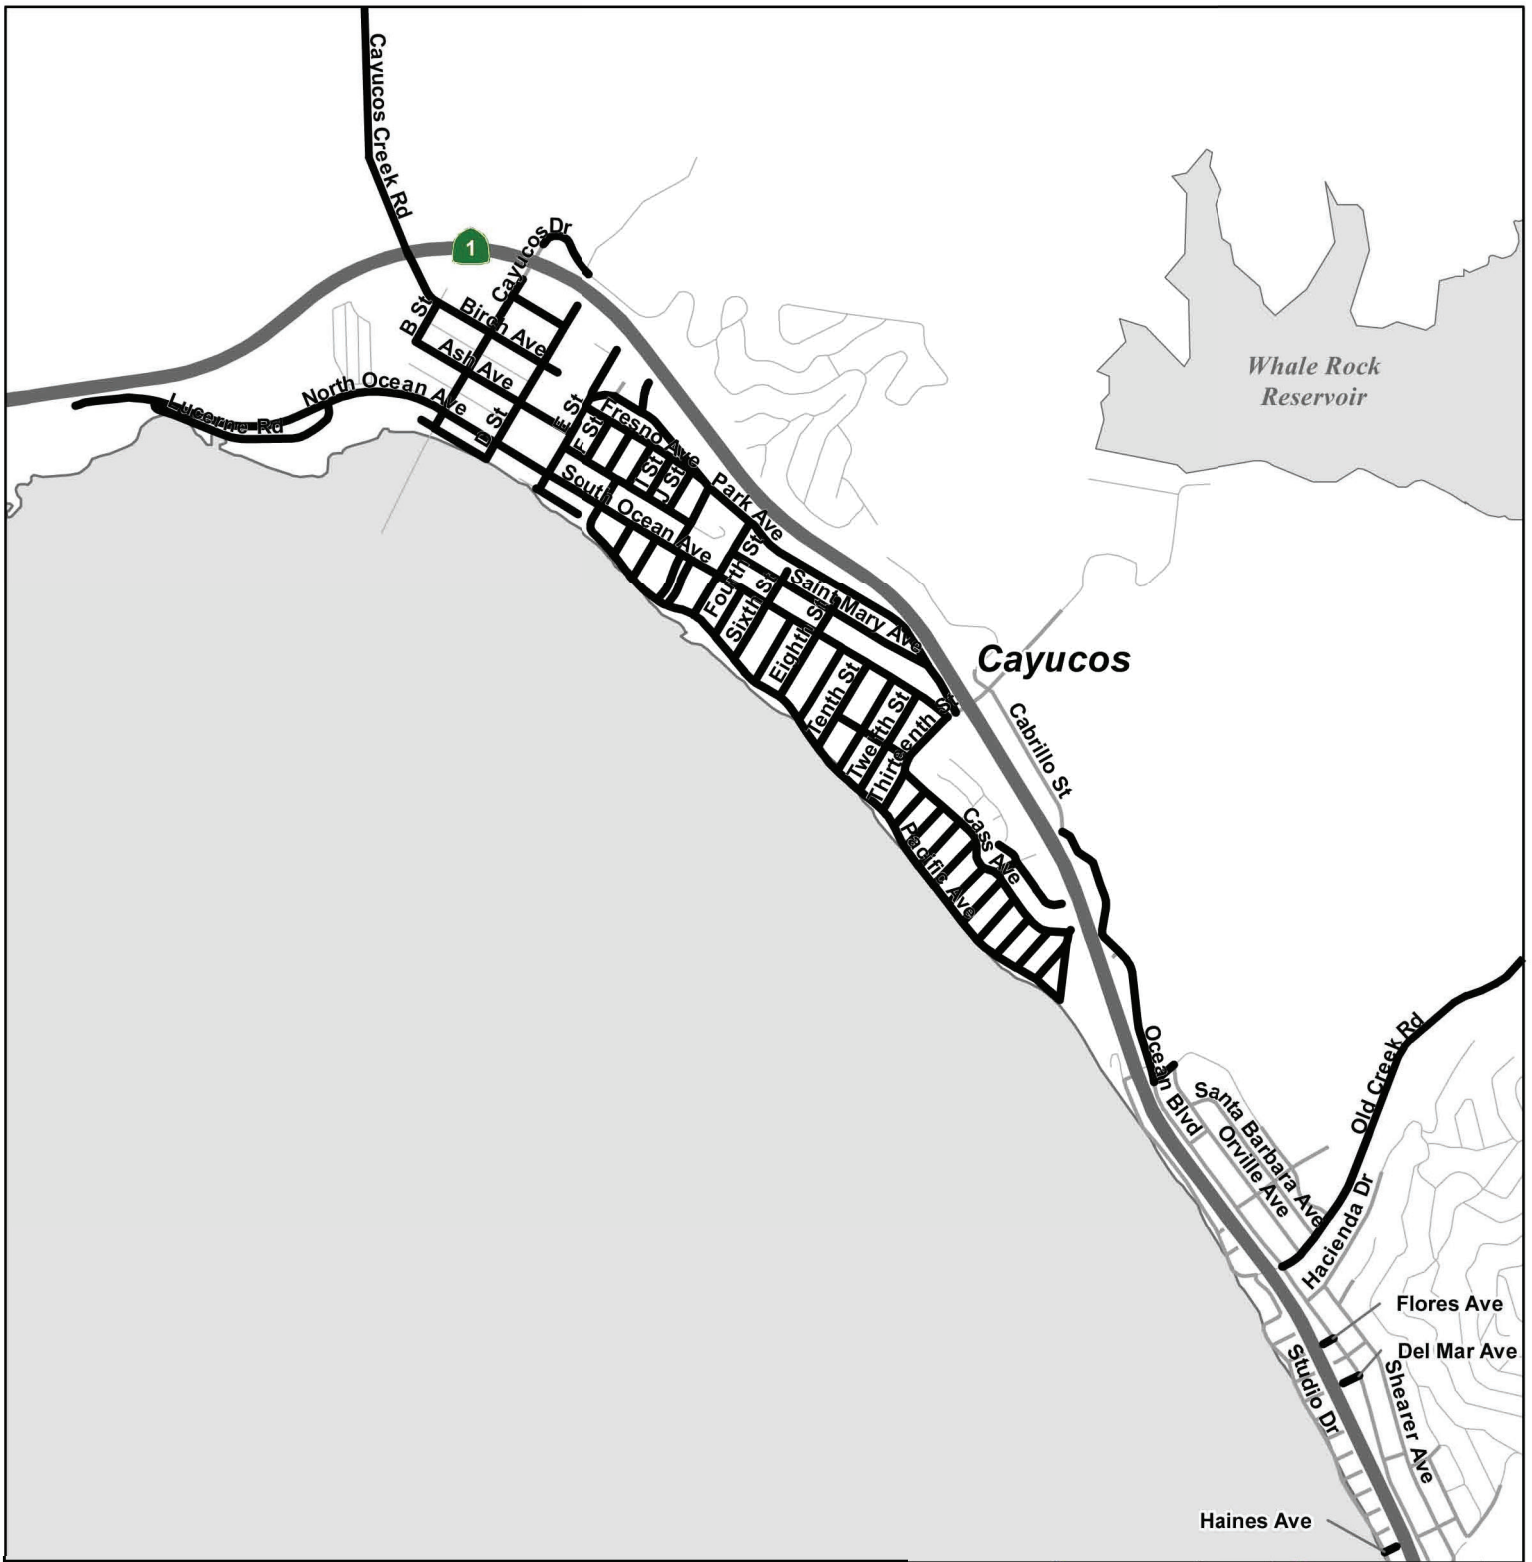 Cayucos Creek Rd
1
Cayucos Dr
B St
Birch Ave
Ash Ave
North Ocean Ave
Lucerne Rd
D St
E St
F St
Fresno Ave
I St
J St
South Ocean Ave
Park Ave
Whale Rock
Reservoir
Fourth St
Sixth St
Saint Mary Ave
Eighth St
Cayucos
Tenth St
Twelfth St
Thirteenth St
Cabrillo St
Cass Ave
Pacific Ave
Ocean Blvd
Old Creek Rd
Santa Barbara Ave
Orville Ave
Hacienda Dr
Flores Ave
Del Mar Ave
Studio Dr
Shearer Ave
Haines Ave